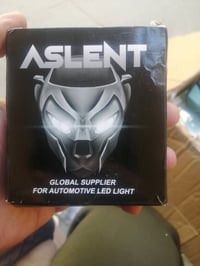 ASLENT
GLOBAL SUPPLIER
FOR AUTOMOTIVE LED LIGHT